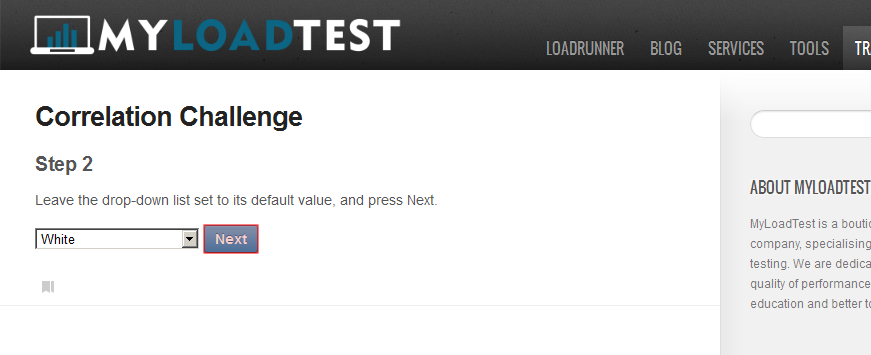 MYLOADTEST
LOADRUNNER BLOG SERVICES TOOLS TR
Correlation Challenge
Step 2
Leave the drop-down list set to its default value, and press Next.
White Next
ABOUT MYLOADTEST
MyLoadTest is a boutiq
company, specialising
testing. We are dedica
quality of performance
education and better to